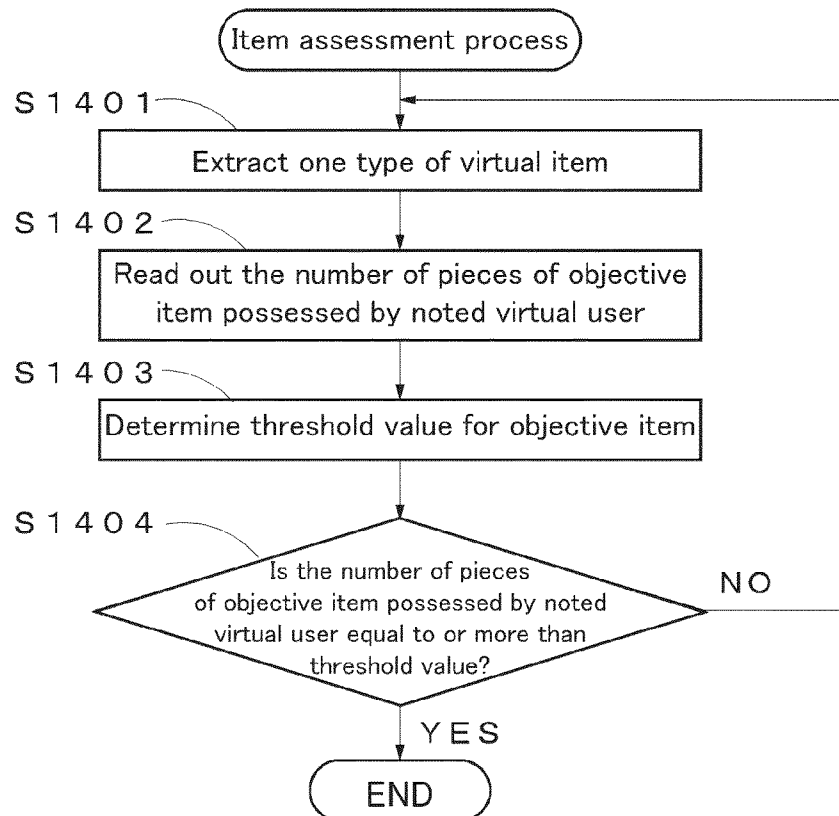 Item assessment process
S1401
Extract one type of virtual item
S1402
Read out the number of pieces of objective
item possessed by noted virtual user
S1403
Determine threshold value for objective item
S1404
Is the number of pieces
of objective item possessed by noted
virtual user equal to or more than
threshold value?
NO
YES
END